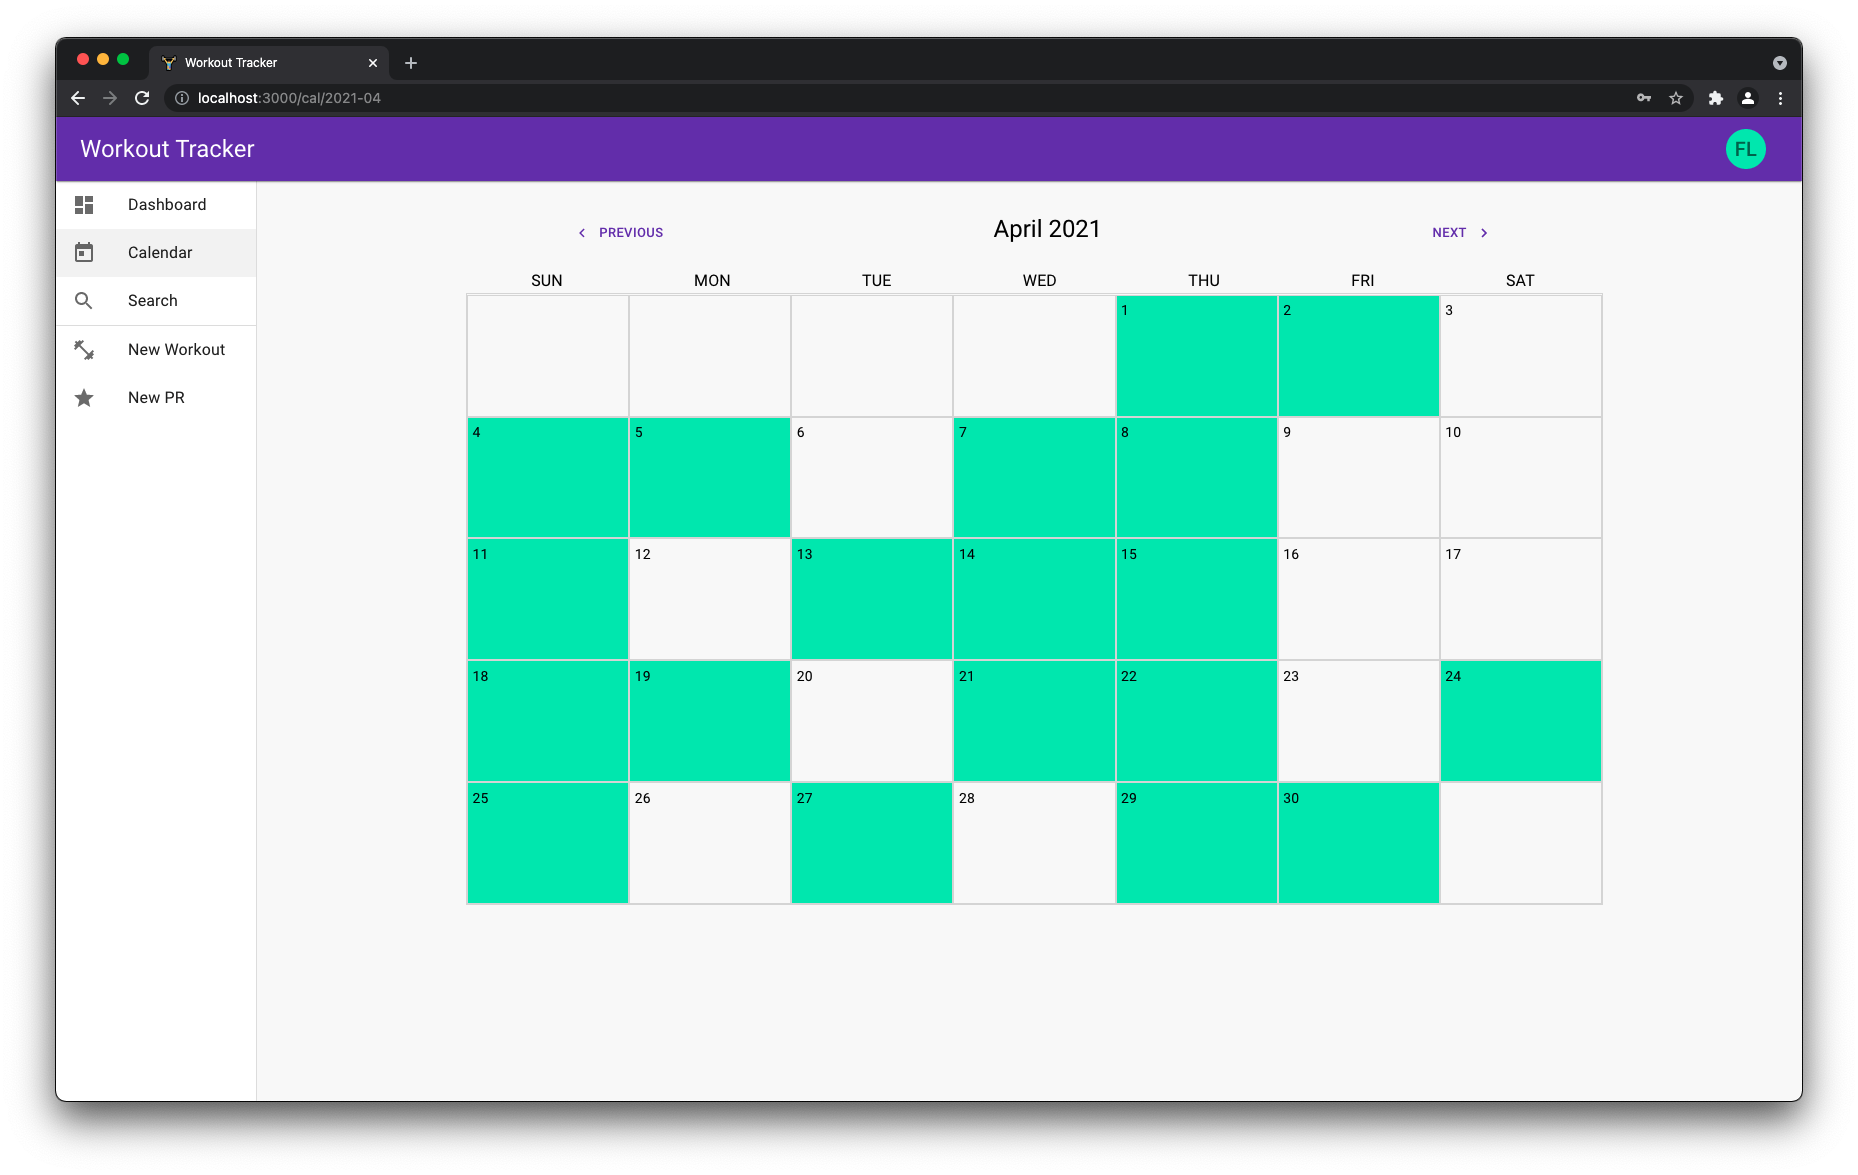 Workout Tracker
localhost:3000/cal/2021-04
Workout Tracker
FL
Dashboard
Calendar
Search
New Workout
New PR
PREVIOUS
April 2021
NEXT
SUN MON TUE WED THU FRI SAT
1 2 3
4 5 6 7 8 9 10
11 12 13 14 15 16 17
18 19 20 21 22 23 24
25 26 27 28 29 30